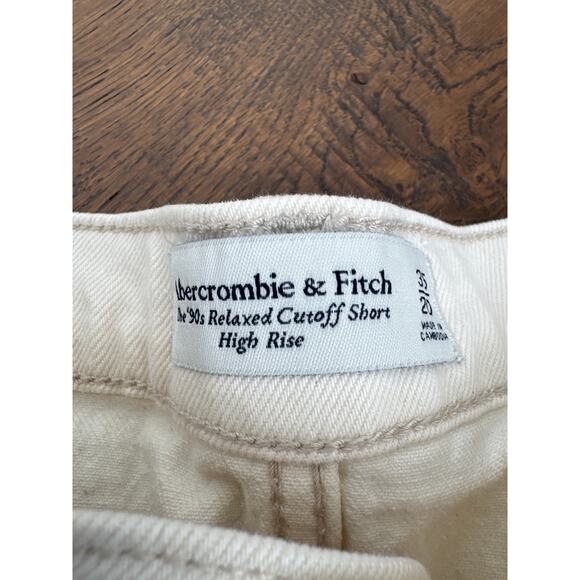 Abercrombie & Fitch
The '90s Relaxed Cutoff Short
High Rise
MADE IN
CAMBODIA